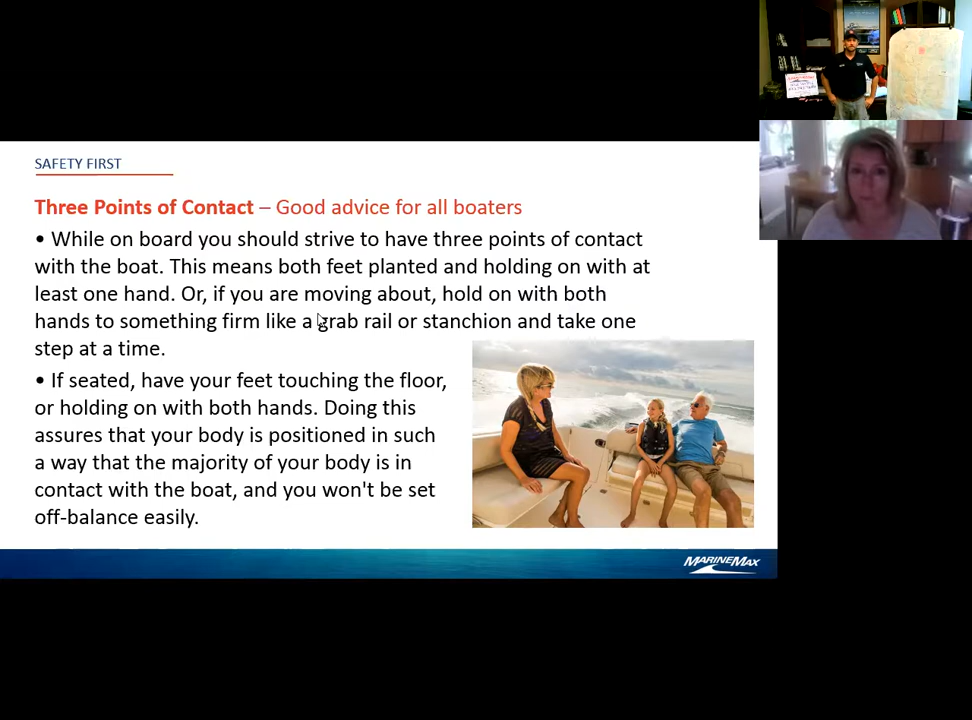 SAFETY FIRST
Three Points of Contact – Good advice for all boaters
• While on board you should strive to have three points of contact
with the boat. This means both feet planted and holding on with at
least one hand. Or, if you are moving about, hold on with both
hands to something firm like a grab rail or stanchion and take one
step at a time.
• If seated, have your feet touching the floor,
or holding on with both hands. Doing this
assures that your body is positioned in such
a way that the majority of your body is in
contact with the boat, and you won't be set
off-balance easily.
MARINEMAX